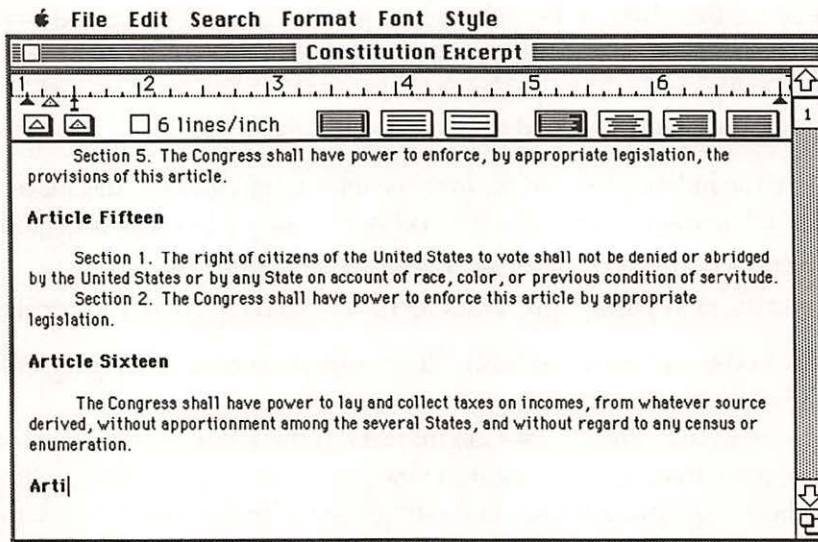 File Edit Search Format Font Style
Constitution Excerpt
1 2 3 4 5 6 7
6 lines/inch
1
Section 5. The Congress shall have power to enforce, by appropriate legislation, the
provisions of this article.
Article Fifteen
Section 1. The right of citizens of the United States to vote shall not be denied or abridged
by the United States or by any State on account of race, color, or previous condition of servitude.
Section 2. The Congress shall have power to enforce this article by appropriate
legislation.
Article Sixteen
The Congress shall have power to lay and collect taxes on incomes, from whatever source
derived, without apportionment among the several States, and without regard to any census or
enumeration.
Arti